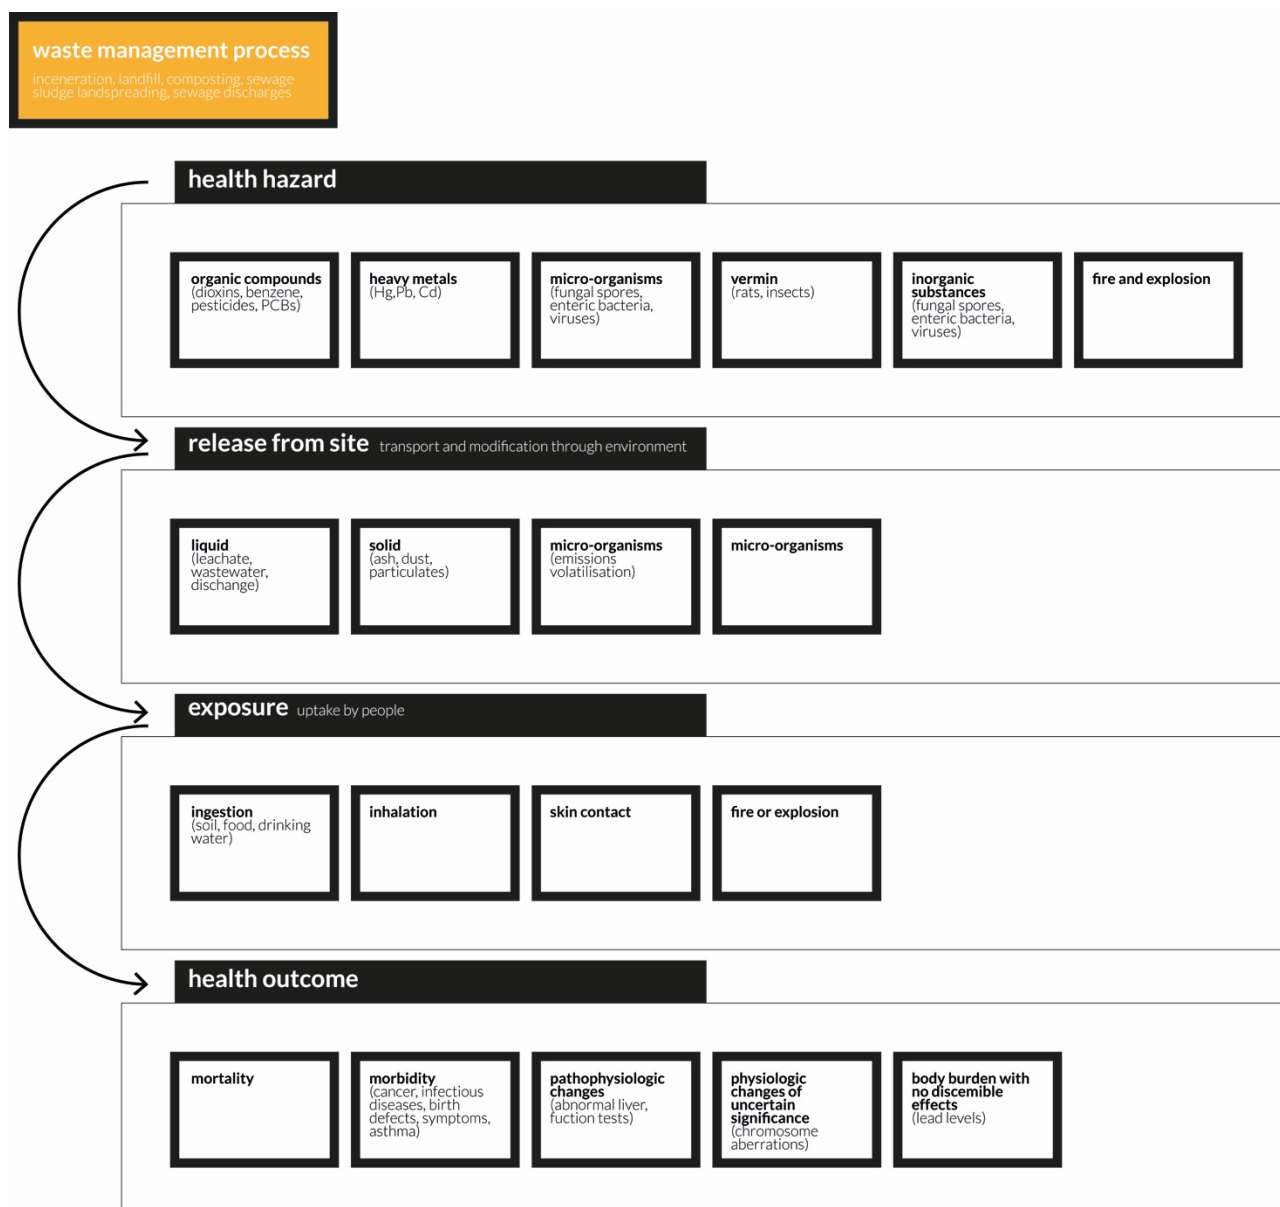 waste management process
inceneration, landfill, composting, sewage
sludge landspreading, sewage discharges
health hazard
organic compounds
(dioxins, benzene,
pesticides, PCBs)
heavy metals
(Hg,Pb, Cd)
micro-organisms
(fungal spores,
enteric bacteria,
viruses)
vermin
(rats, insects)
inorganic
substances
(fungal spores,
enteric bacteria,
viruses)
fire and explosion
release from site transport and modification through environment
liquid
(leachate,
wastewater,
dischange)
solid
(ash, dust,
particulates)
micro-organisms
(emissions
volatilisation)
micro-organisms
exposure uptake by people
ingestion
(soil, food, drinking
water)
inhalation
skin contact
fire or explosion
health outcome
mortality
morbidity
(cancer, infectious
diseases, birth
defects, symptoms,
asthma)
pathophysiologic
changes
(abnormal liver,
fuction tests)
physiologic
changes of
uncertain
significance
(chromosome
aberrations)
body burden with
no discemible
effects
(lead levels)